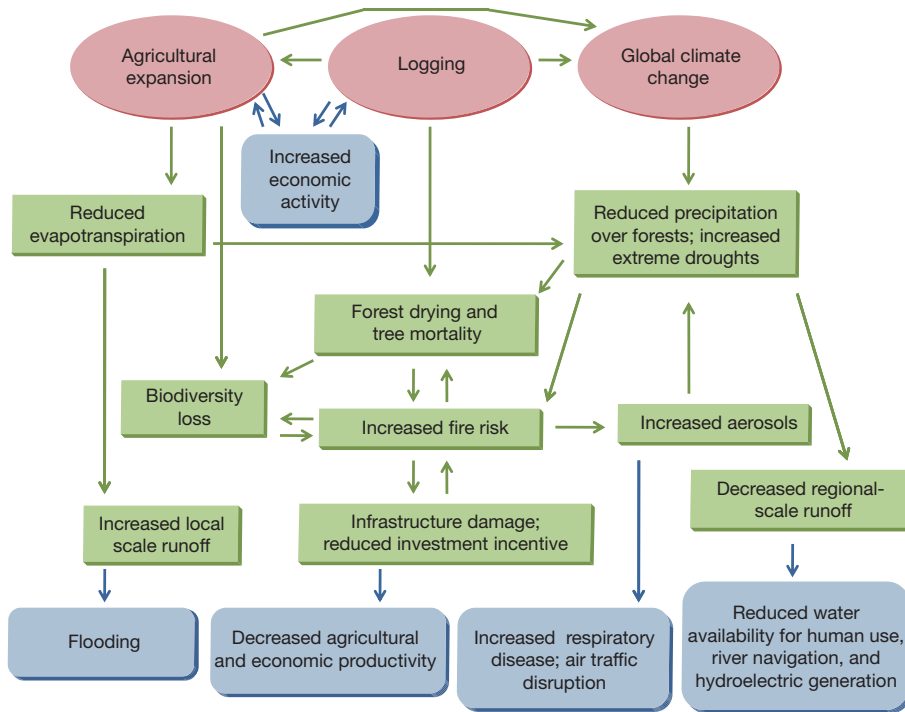 Agricultural
expansion
Logging
Global climate
change
Increased
economic
activity
Reduced
evapotranspiration
Reduced precipitation
over forests; increased
extreme droughts
Forest drying and
tree mortality
Biodiversity
loss
Increased fire risk
Increased aerosols
Decreased regional-
scale runoff
Increased local
scale runoff
Infrastructure damage;
reduced investment incentive
Flooding
Decreased agricultural
and economic productivity
Increased respiratory
disease; air traffic
disruption
Reduced water
availability for human use,
river navigation, and
hydroelectric generation